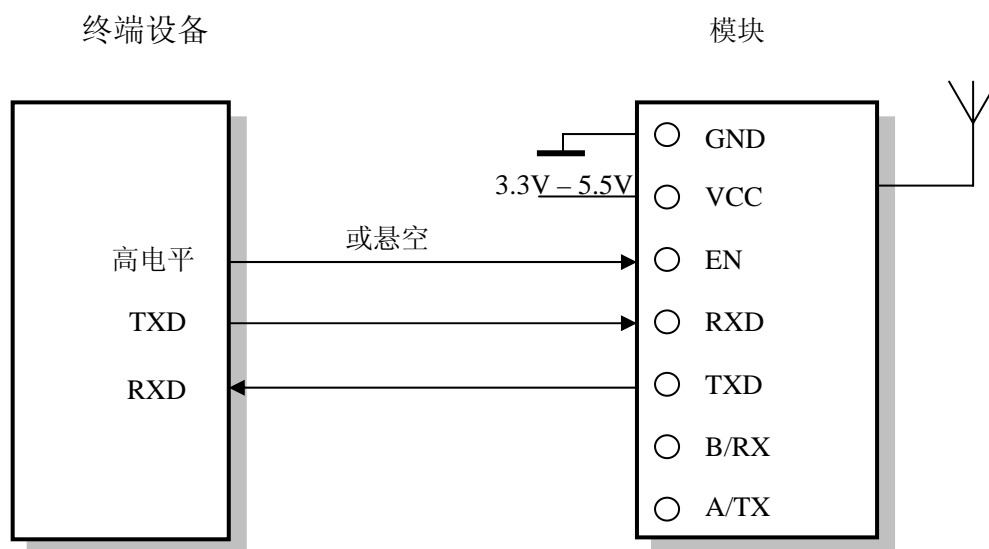 终端设备
模块
GND
3.3V – 5.5V
VCC
或悬空
高电平
EN
TXD
RXD
RXD
TXD
B/RX
A/TX